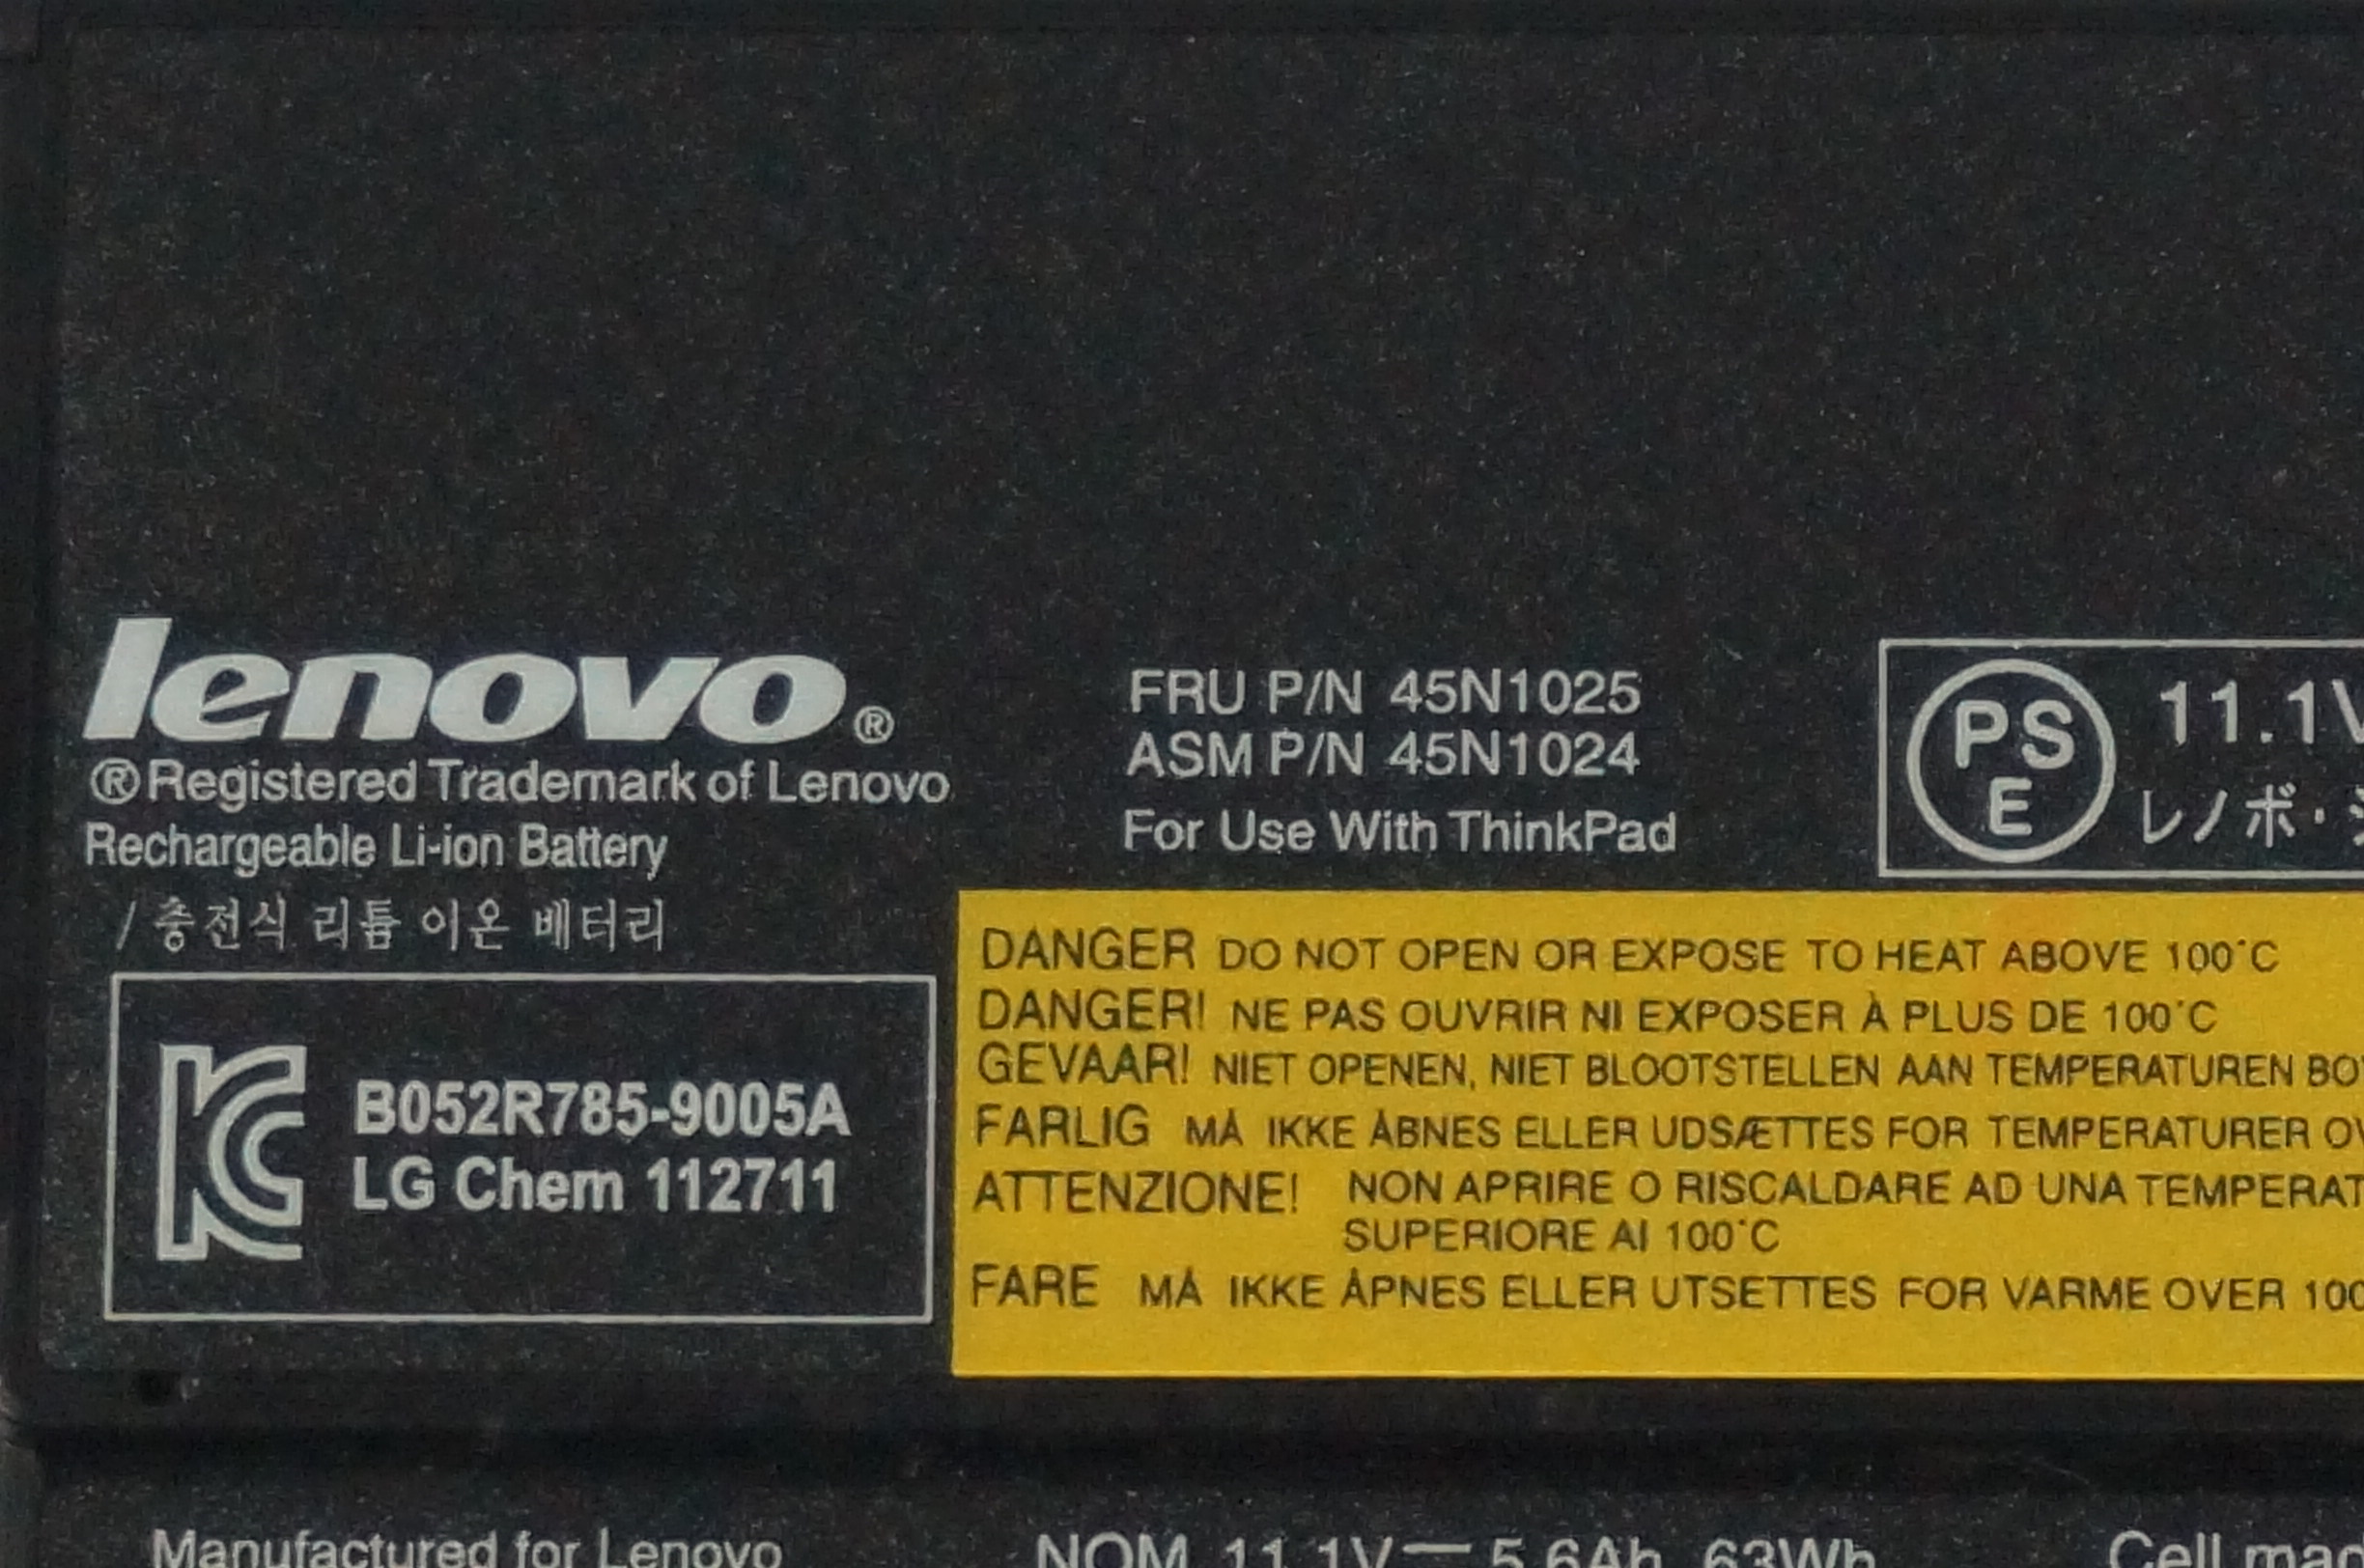 lenovo®
®Registered Trademark of Lenovo
Rechargeable Li-ion Battery
/ 충전식 리튬 이온 배터리
B052R785-9005A
LG Chem 112711
FRU P/N 45N1025
ASM P/N 45N1024
For Use With ThinkPad
PS
E
11.1V
レノボ・
DANGER DO NOT OPEN OR EXPOSE TO HEAT ABOVE 100°C
DANGER! NE PAS OUVRIR NI EXPOSER À PLUS DE 100°C
GEVAAR! NIET OPENEN, NIET BLOOTSTELLEN AAN TEMPERATUREN
FARLIG MÅ IKKE ÅBNES ELLER UDSÆTTES FOR TEMPERATURER
ATTENZIONE! NON APRIRE O RISCALDARE AD UNA TEMPERAT
SUPERIORE AI 100°C
FARE MÅ IKKE ÅPNES ELLER UTSETTES FOR VARME OVER 100
Manufactured for Lenovo
NOM 11.1V⎓5.6Ah 63Wh
Cell mad